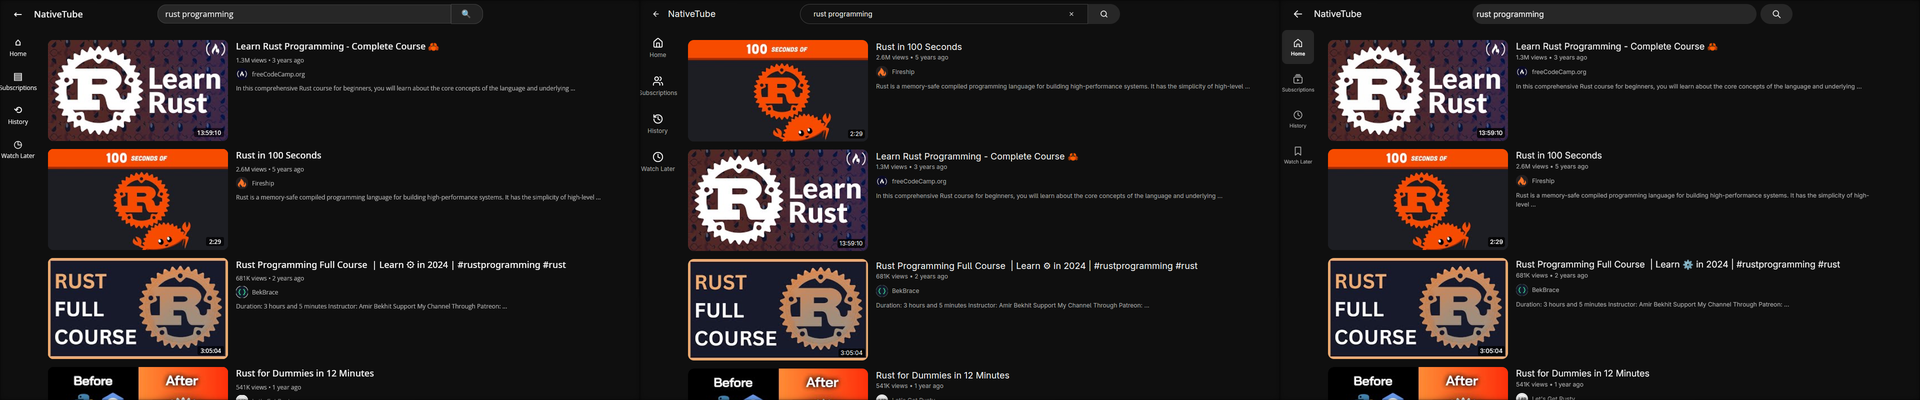 NativeTube
rust programming
Home
Subscriptions
History
Watch Later
Learn Rust
13:59:10
Learn Rust Programming - Complete Course 🦀
1.3M views • 3 years ago
freeCodeCamp.org
In this comprehensive Rust course for beginners, you will learn about the core concepts of the language and underlying ...
100 SECONDS OF
2:29
Rust in 100 Seconds
2.6M views • 5 years ago
Fireship
Rust is a memory-safe compiled programming language for building high-performance systems. It has the simplicity of high-level ...
RUST
FULL
COURSE
3:05:04
Rust Programming Full Course | Learn ⚙ in 2024 | #rustprogramming #rust
681K views • 2 years ago
BekBrace
Duration: 3 hours and 5 minutes Instructor: Amir Bekhit Support My Channel Through Patreon: ...
Before After
Rust for Dummies in 12 Minutes
541K views • 1 year ago
NativeTube
rust programming
Home
Subscriptions
History
Watch Later
100 SECONDS OF
2:29
Rust in 100 Seconds
2.6M views • 5 years ago
Fireship
Rust is a memory-safe compiled programming language for building high-performance systems. It has the simplicity of high-level ...
Learn Rust
13:59:10
Learn Rust Programming - Complete Course 🦀
1.3M views • 3 years ago
freeCodeCamp.org
In this comprehensive Rust course for beginners, you will learn about the core concepts of the language and underlying ...
RUST
FULL
COURSE
3:05:04
Rust Programming Full Course | Learn ⚙ in 2024 | #rustprogramming #rust
681K views • 2 years ago
BekBrace
Duration: 3 hours and 5 minutes Instructor: Amir Bekhit Support My Channel Through Patreon: ...
Before After
Rust for Dummies in 12 Minutes
541K views • 1 year ago
NativeTube
rust programming
Home
Subscriptions
History
Watch Later
Learn Rust
13:59:10
Learn Rust Programming - Complete Course 🦀
1.3M views • 3 years ago
freeCodeCamp.org
In this comprehensive Rust course for beginners, you will learn about the core concepts of the language and underlying ...
100 SECONDS OF
2:29
Rust in 100 Seconds
2.6M views • 5 years ago
Fireship
Rust is a memory-safe compiled programming language for building high-performance systems. It has the simplicity of high-
level ...
RUST
FULL
COURSE
3:05:04
Rust Programming Full Course | Learn ⚙️ in 2024 | #rustprogramming #rust
681K views • 2 years ago
BekBrace
Duration: 3 hours and 5 minutes Instructor: Amir Bekhit Support My Channel Through Patreon: ...
Before After
Rust for Dummies in 12 Minutes
541K views • 1 year ago
Let's Get Rusty